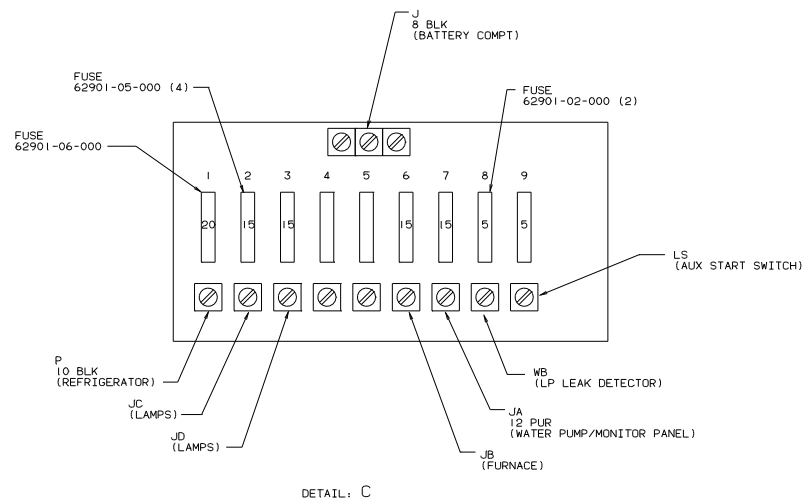 J
8 BLK
(BATTERY COMPT)
FUSE
62901-05-000 (4)
FUSE
62901-02-000 (2)
FUSE
62901-06-000
1 2 3 4 5 6 7 8 9
20 15 15 15 15 5 5
LS
(AUX START SWITCH)
P
10 BLK
(REFRIGERATOR)
WB
(LP LEAK DETECTOR)
JC
(LAMPS)
JA
12 PUR
(WATER PUMP/MONITOR PANEL)
JD
(LAMPS)
JB
(FURNACE)
DETAIL: C